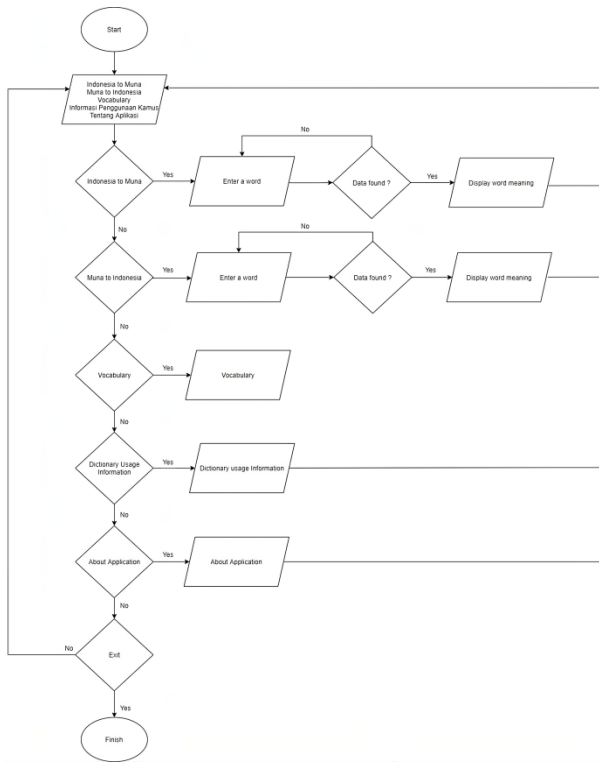 Start
Indonesia to Muna
Muna to Indonesia
Vocabulary
Informasi Penggunaan Kamus
Tentang Aplikasi
No
Indonesia to Muna
Yes
Enter a word
Data found ?
Yes
Display word meaning
No
No
Muna to Indonesia
Yes
Enter a word
Data found ?
Yes
Display word meaning
No
Vocabulary
Yes
Vocabulary
No
Dictionary Usage
Information
Yes
Dictionary usage Information
No
About Application
Yes
About Application
No
No
Exit
Yes
Finish